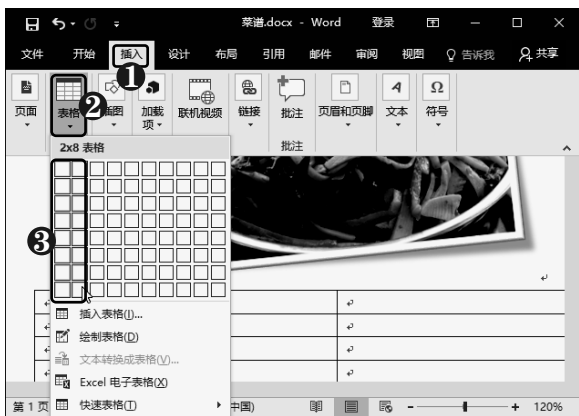 菜谱.docx - Word 登录
文件 开始 插入 设计 布局 引用 邮件 审阅 视图 告诉我 共享
1
页面 表格 2 插图 加载项 联机视频 链接 批注 页眉和页脚 文本 符号
批注
2x8 表格
3
插入表格(I)...
绘制表格(D)
文本转换成表格(V)...
Excel 电子表格(X)
快速表格(T)
第1页 中国) 120%